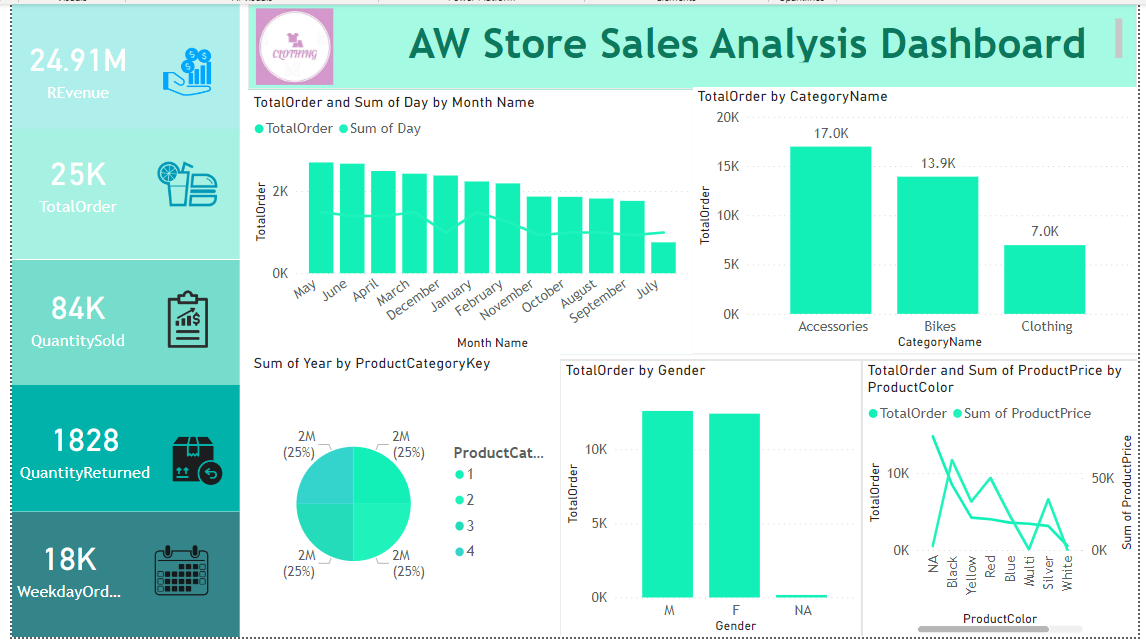 24.91M
REvenue
25K
TotalOrder
84K
QuantitySold
1828
QuantityReturned
18K
WeekdayOrd...
CLOTHING
AW Store Sales Analysis Dashboard
TotalOrder and Sum of Day by Month Name
TotalOrder Sum of Day
TotalOrder
2K
0K
May
June
April
March
December
January
February
November
October
August
September
July
Month Name
TotalOrder by CategoryName
TotalOrder
20K
15K
10K
5K
0K
17.0K
13.9K
7.0K
Accessories Bikes Clothing
CategoryName
Sum of Year by ProductCategoryKey
2M
(25%)
2M
(25%)
2M
(25%)
2M
(25%)
ProductCat...
1
2
3
4
TotalOrder by Gender
TotalOrder
10K
5K
0K
M F NA
Gender
TotalOrder and Sum of ProductPrice by
ProductColor
TotalOrder Sum of ProductPrice
TotalOrder
10K
0K
50K
0K
Sum of ProductPrice
NA
Black
Yellow
Red
Blue
Multi
Silver
White
ProductColor